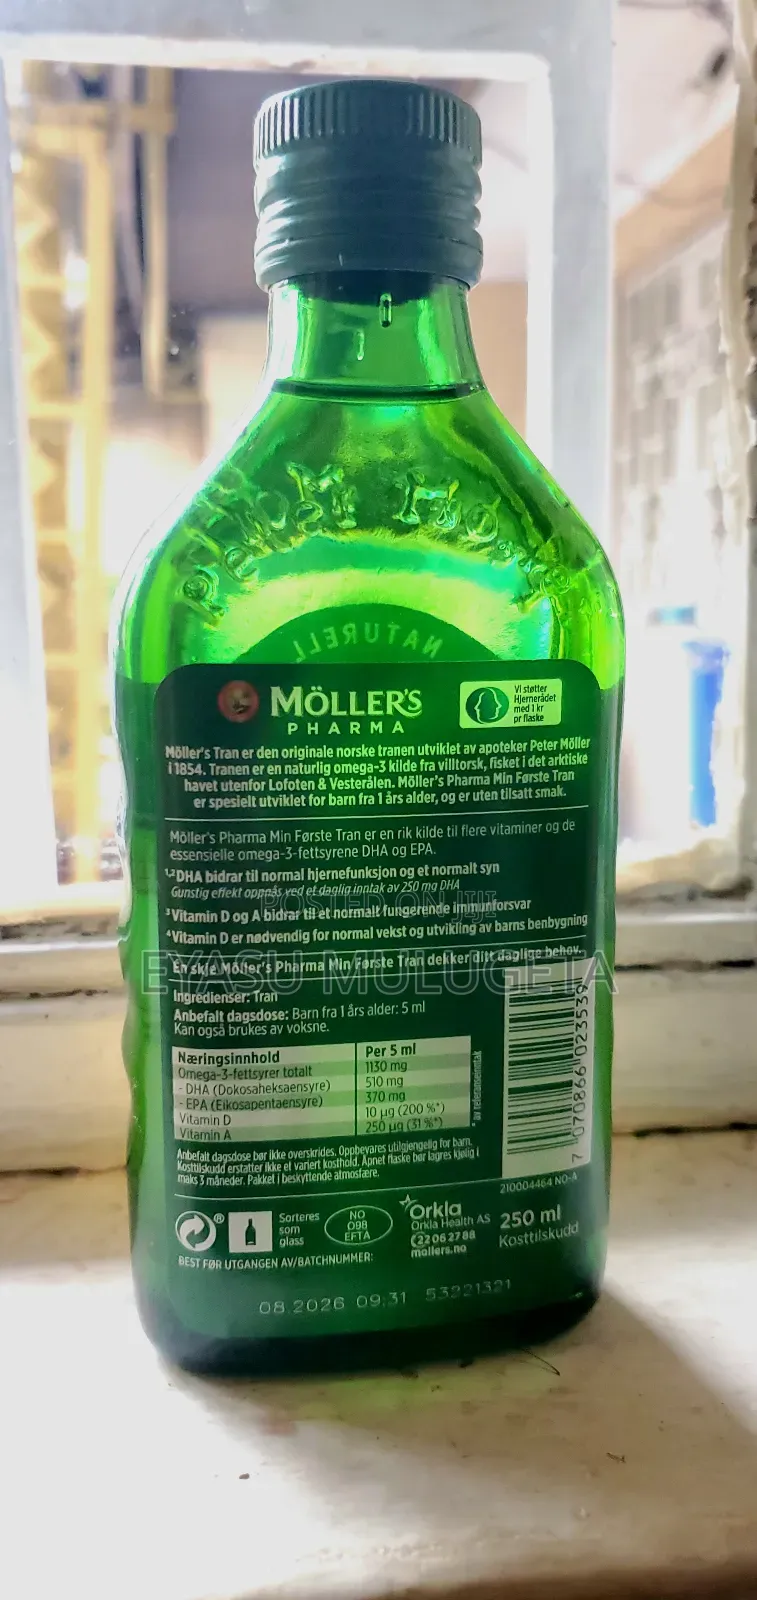 NATURELL
MÖLLER'S
PHARMA
Vi støtter
Hjernerådet
med 1 kr
pr flaske
Möller's Tran er den originale norske tranen utviklet av apoteker Peter Möller
i 1854. Tranen er en naturlig omega-3 kilde fra villtorsk, fisket i det arktiske
havet utenfor Lofoten & Vesterålen. Möller's Pharma Min Første Tran
er spesielt utviklet for barn fra 1 års alder, og er uten tilsatt smak.
Möller's Pharma Min Første Tran er en rik kilde til flere vitaminer og de
essensielle omega-3-fettsyrene DHA og EPA.
1,2 DHA bidrar til normal hjernefunksjon og et normalt syn
Gunstig effekt oppnås ved et daglig inntak av 250 mg DHA
POSTED ON JIJI
3 Vitamin D og A bidrar til et normalt fungerende immunforsvar
4 Vitamin D er nødvendig for normal vekst og utvikling av barns benbygning
EYASU MULUGETA
En skje Möller's Pharma Min Første Tran dekker ditt daglige behov.
Ingredienser: Tran
Anbefalt dagsdose: Barn fra 1 års alder: 5 ml
Kan også brukes av voksne.
Næringsinnhold Per 5 ml
Omega-3-fettsyrer totalt 1130 mg
- DHA (Dokosaheksaensyre) 510 mg
- EPA (Eikosapentaensyre) 370 mg
Vitamin D 10 µg (200 %*)
Vitamin A 250 µg (31 %*)
* av referanseinntak
7 070866 023539
Anbefalt dagsdose bør ikke overskrides. Oppbevares utilgjengelig for barn.
Kosttilskudd erstatter ikke et variert kosthold. Åpnet flaske bør lagres kjølig i
maks 3 måneder. Pakket i beskyttende atmosfære.
210004464 NO-A
Sorteres
som
glass
NO
098
EFTA
Orkla
Orkla Health AS
22 06 27 88
mollers.no
250 ml
Kosttilskudd
BEST FØR UTGANGEN AV/BATCHNUMMER:
08.2026 09:31 53221321